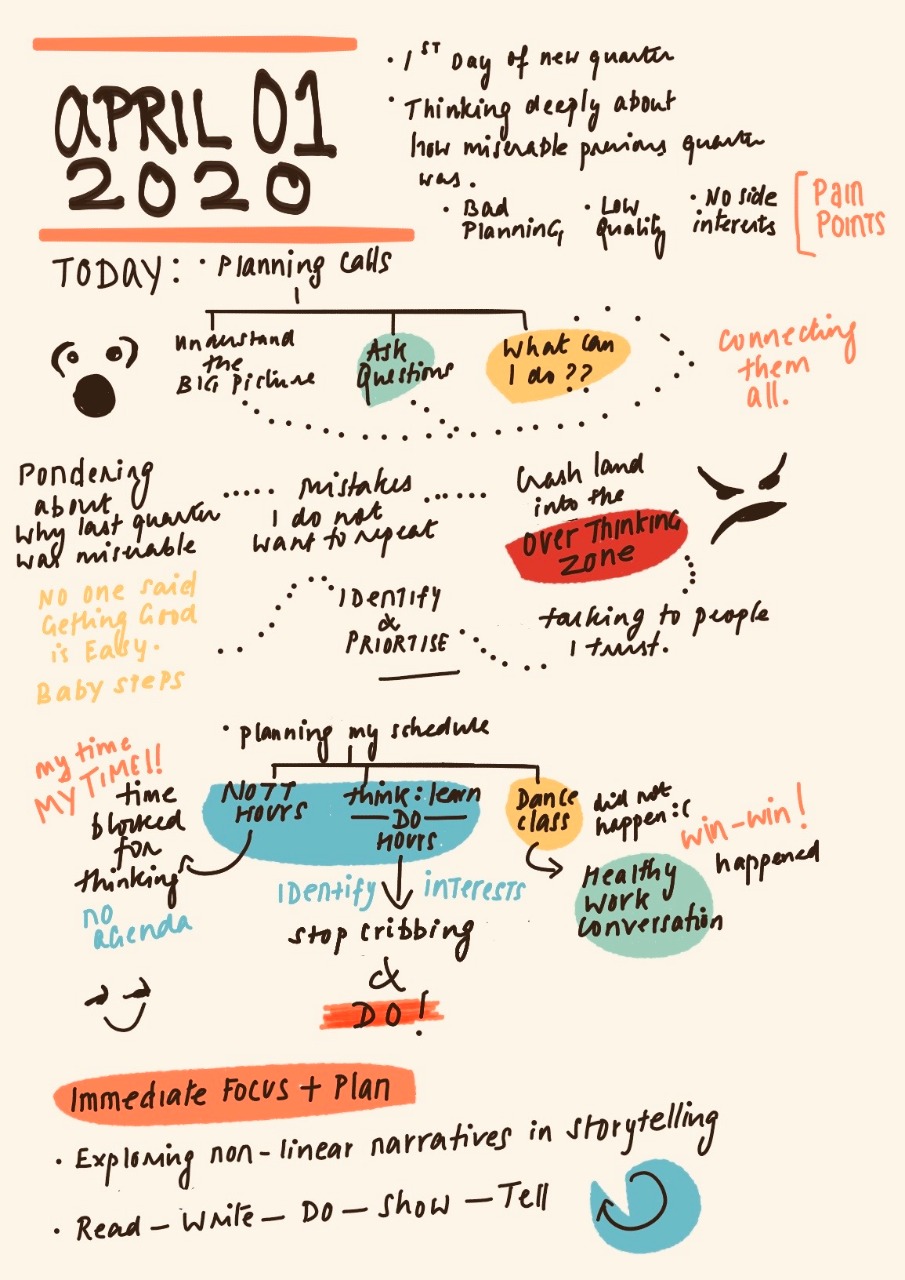 APRIL 01
2020
• 1ST Day of new quarter
• Thinking deeply about
how miserable previous quarter
was.
• Bad
Planning
• Low
quality
• No side
interests
Pain
Points
TODAY: • Planning calls
Understand
the
BIG Picture
Ask
Questions
What can
I do ??
Connecting
them
all.
Pondering
about
why last quarter
was miserable
Mistakes
I do not
want to repeat
Crash land
into the
Over Thinking
Zone
No one said
Getting Good
is Easy.
Baby steps
IDENTIFY
&
PRIORTISE
talking to people
I trust.
• planning my schedule
my time
MY TIME!!
time
blocked
for
thinking
no
agenda
NOTT
HOURS
think : learn
DO
HOURS
Dance
class
did not
happen :(
win-win!
happened
Healthy
Work
Conversation
IDentify interests
stop cribbing
&
DO!
Immediate Focus + Plan
• Exploring non-linear narratives in storytelling
• Read — Write — Do — Show — Tell